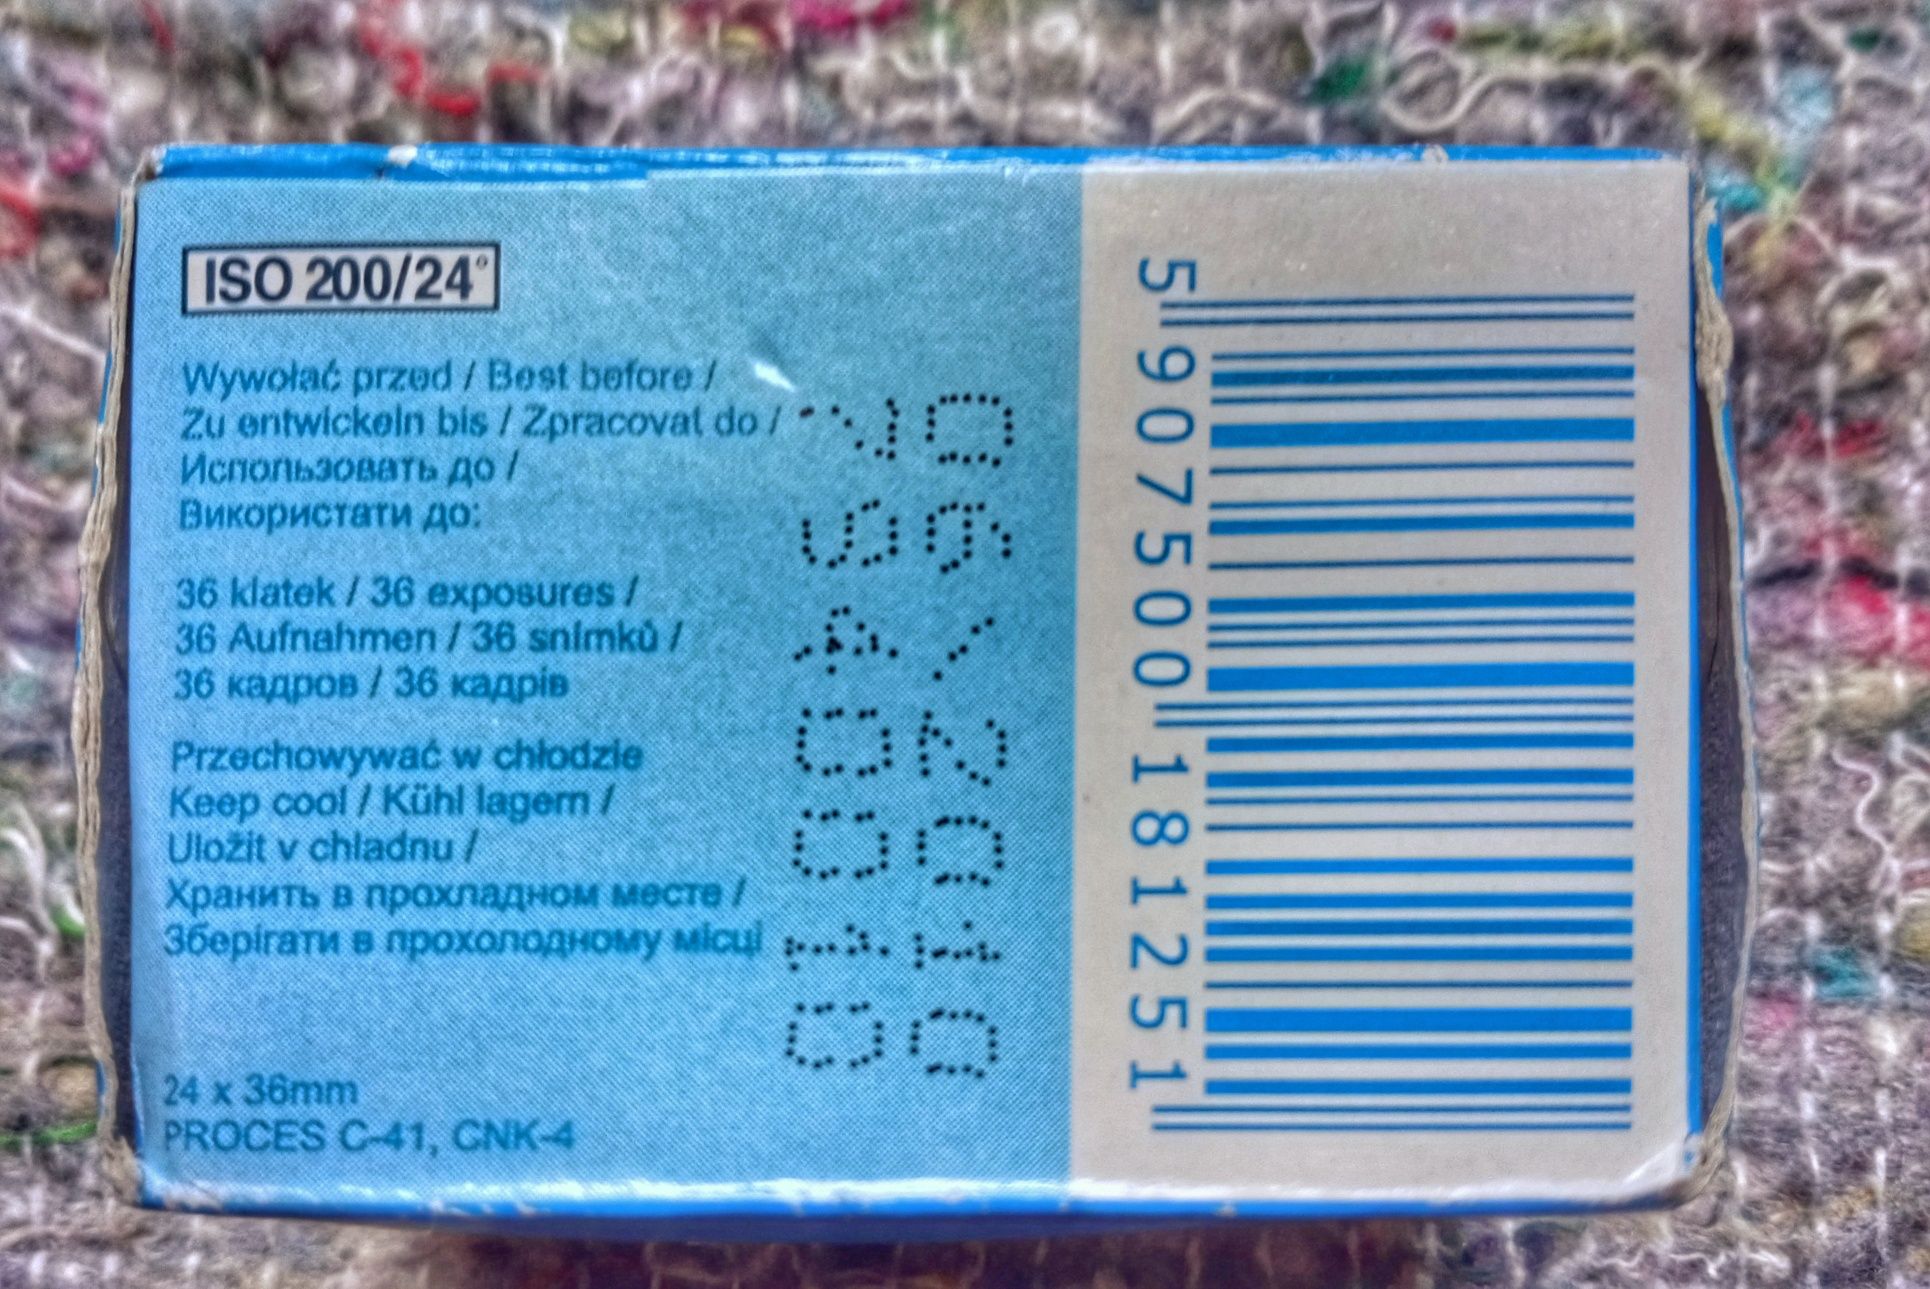 ISO 200/24°
Wywołać przed / Best before /
Zu entwickeln bis / Zpracovat do /
Использовать до /
Використати до:
36 klatek / 36 exposures /
36 Aufnahmen / 36 snímků /
36 кадров / 36 кадрів
Przechowywać w chłodzie
Keep cool / Kühl lagern /
Uložit v chladnu /
Хранить в прохладном месте /
Зберігати в прохолодному місці
24 x 36mm
PROCES C-41, CNK-4
06/2010
7540010
5 907500 181251